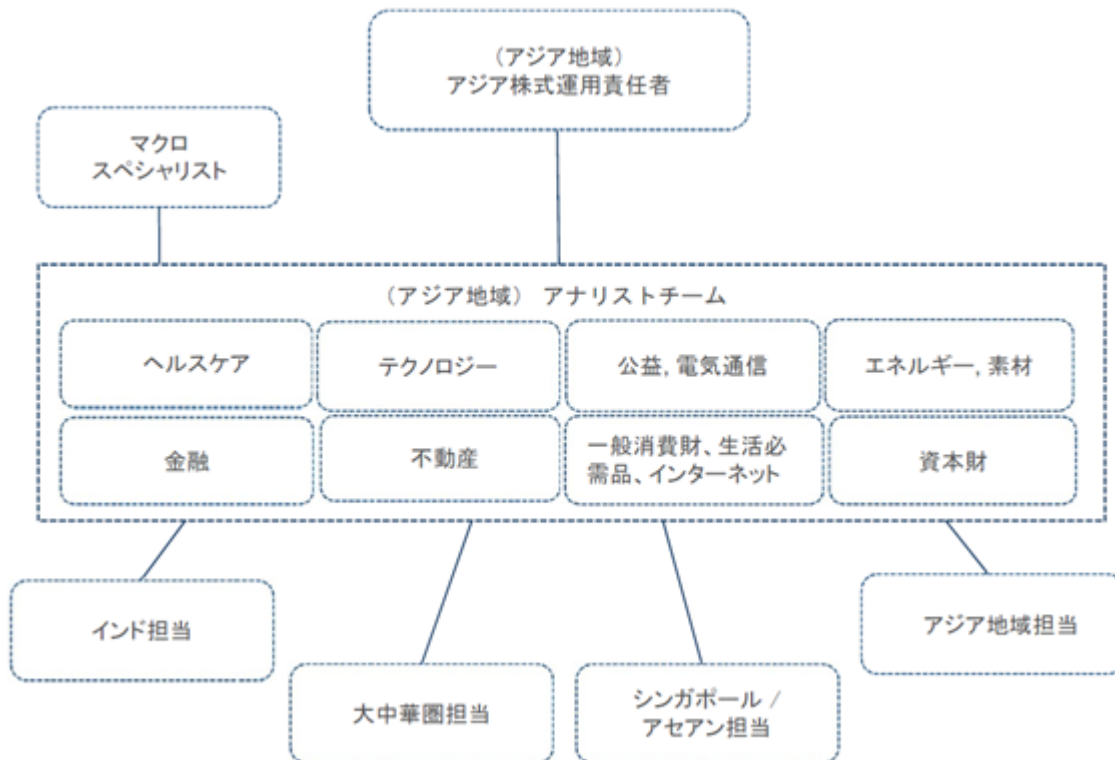 （アジア地域）
アジア株式運用責任者
マクロ
スペシャリスト
（アジア地域） アナリストチーム
ヘルスケア
テクノロジー
公益, 電気通信
エネルギー, 素材
金融
不動産
一般消費財、生活必
需品、インターネット
資本財
インド担当
大中華圏担当
シンガポール /
アセアン担当
アジア地域担当